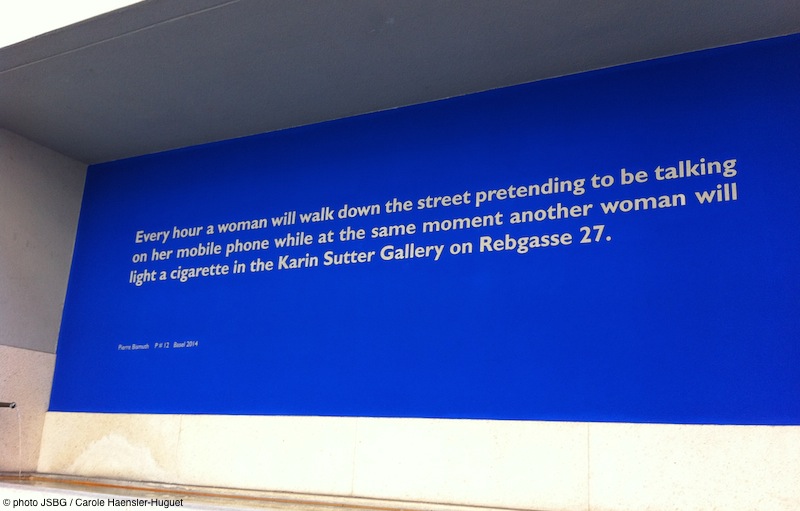 Every hour a woman will walk down the street pretending to be talking
on her mobile phone while at the same moment another woman will
light a cigarette in the Karin Sutter Gallery on Rebgasse 27.
Pierre Bismuth P # 12 Basel 2014
© photo JSBG / Carole Haensler-Huguet